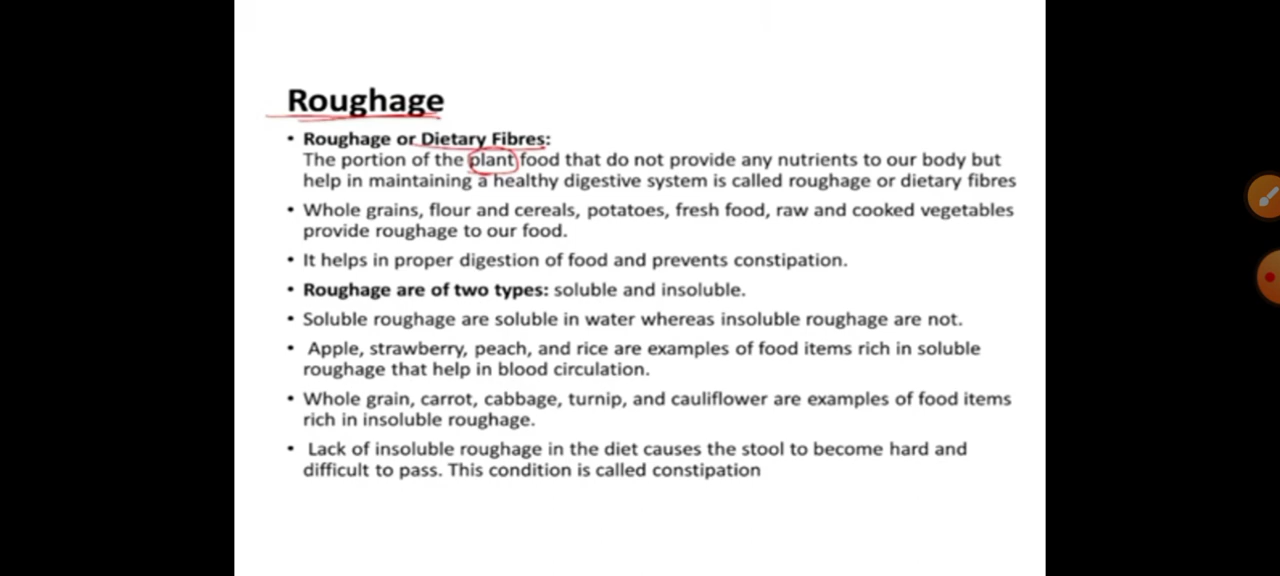 Roughage
• Roughage or Dietary Fibres:
The portion of the plant food that do not provide any nutrients to our body but
help in maintaining a healthy digestive system is called roughage or dietary fibres
• Whole grains, flour and cereals, potatoes, fresh food, raw and cooked vegetables
provide roughage to our food.
• It helps in proper digestion of food and prevents constipation.
• Roughage are of two types: soluble and insoluble.
• Soluble roughage are soluble in water whereas insoluble roughage are not.
• Apple, strawberry, peach, and rice are examples of food items rich in soluble
roughage that help in blood circulation.
• Whole grain, carrot, cabbage, turnip, and cauliflower are examples of food items
rich in insoluble roughage.
• Lack of insoluble roughage in the diet causes the stool to become hard and
difficult to pass. This condition is called constipation